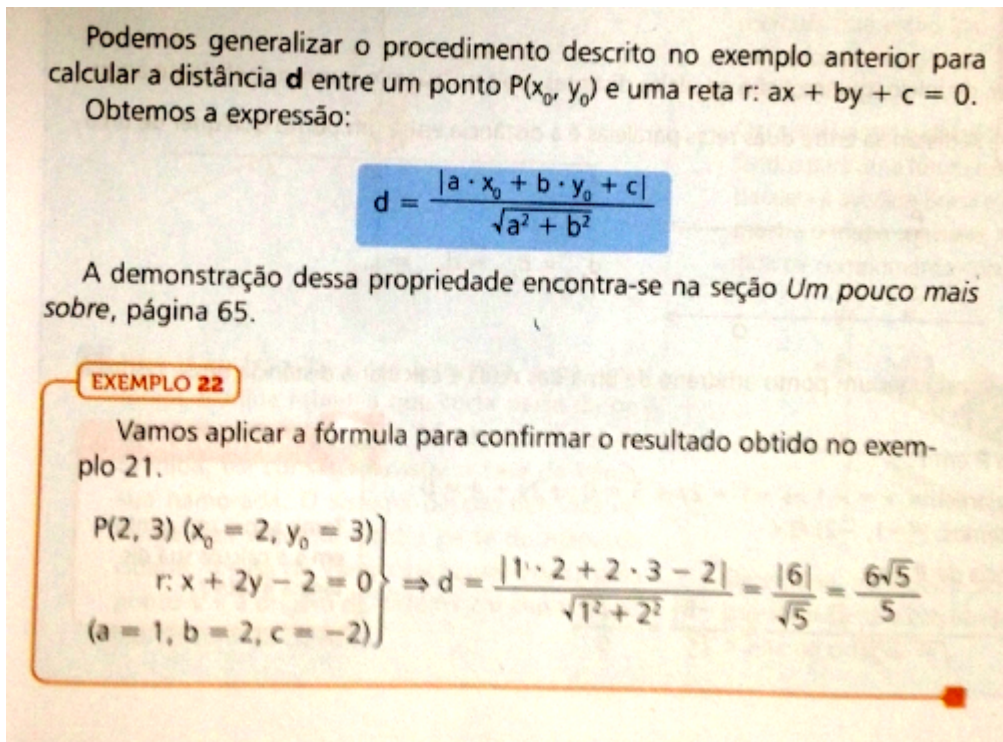 Podemos generalizar o procedimento descrito no exemplo anterior para
calcular a distância d entre um ponto P(x₀, y₀) e uma reta r: ax + by + c = 0.
Obtemos a expressão:
d = |a · x₀ + b · y₀ + c| / √(a² + b²)
A demonstração dessa propriedade encontra-se na seção Um pouco mais
sobre, página 65.
EXEMPLO 22
Vamos aplicar a fórmula para confirmar o resultado obtido no exem-
plo 21.
P(2, 3) (x₀ = 2, y₀ = 3)
r: x + 2y − 2 = 0
(a = 1, b = 2, c = −2)
⇒ d = |1 · 2 + 2 · 3 − 2| / √(1² + 2²) = |6| / √5 = 6√5 / 5